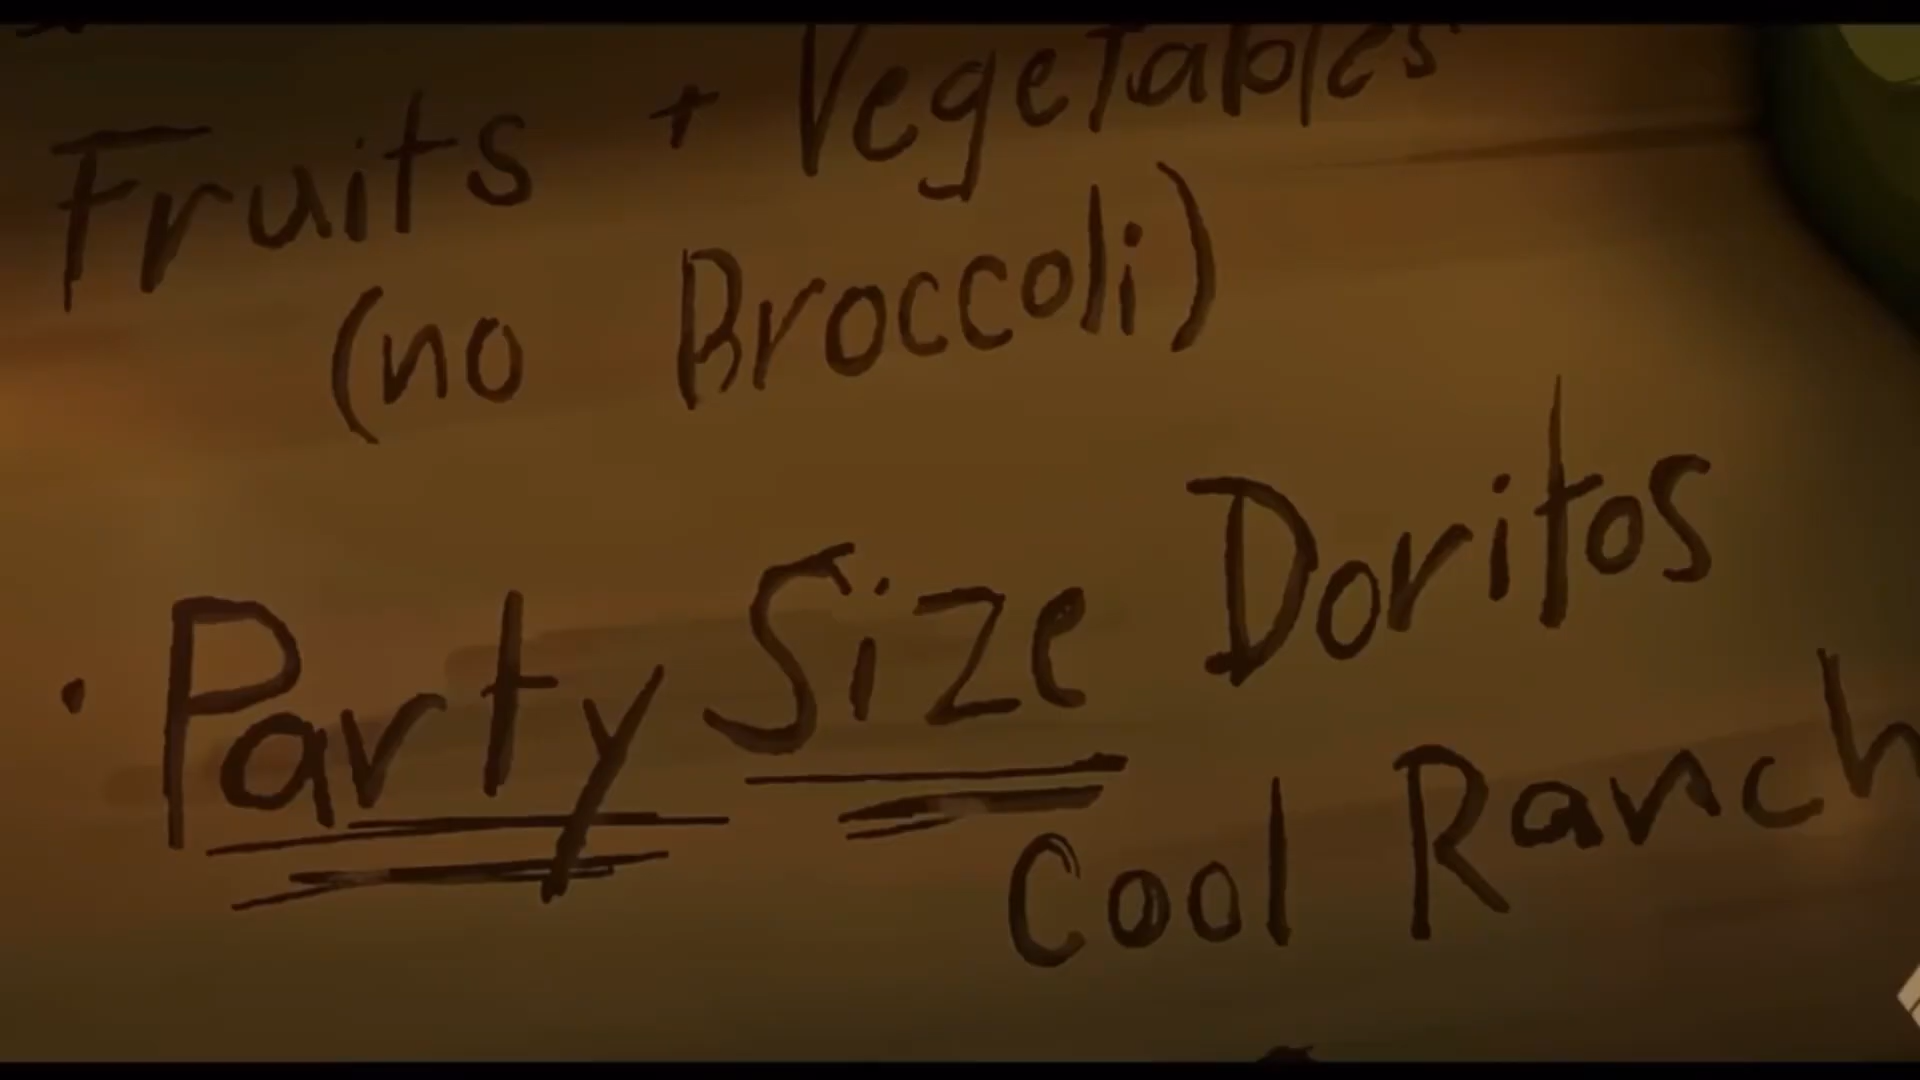 Fruits + Vegetables
(no Broccoli)
· Party Size Doritos
Cool Ranch